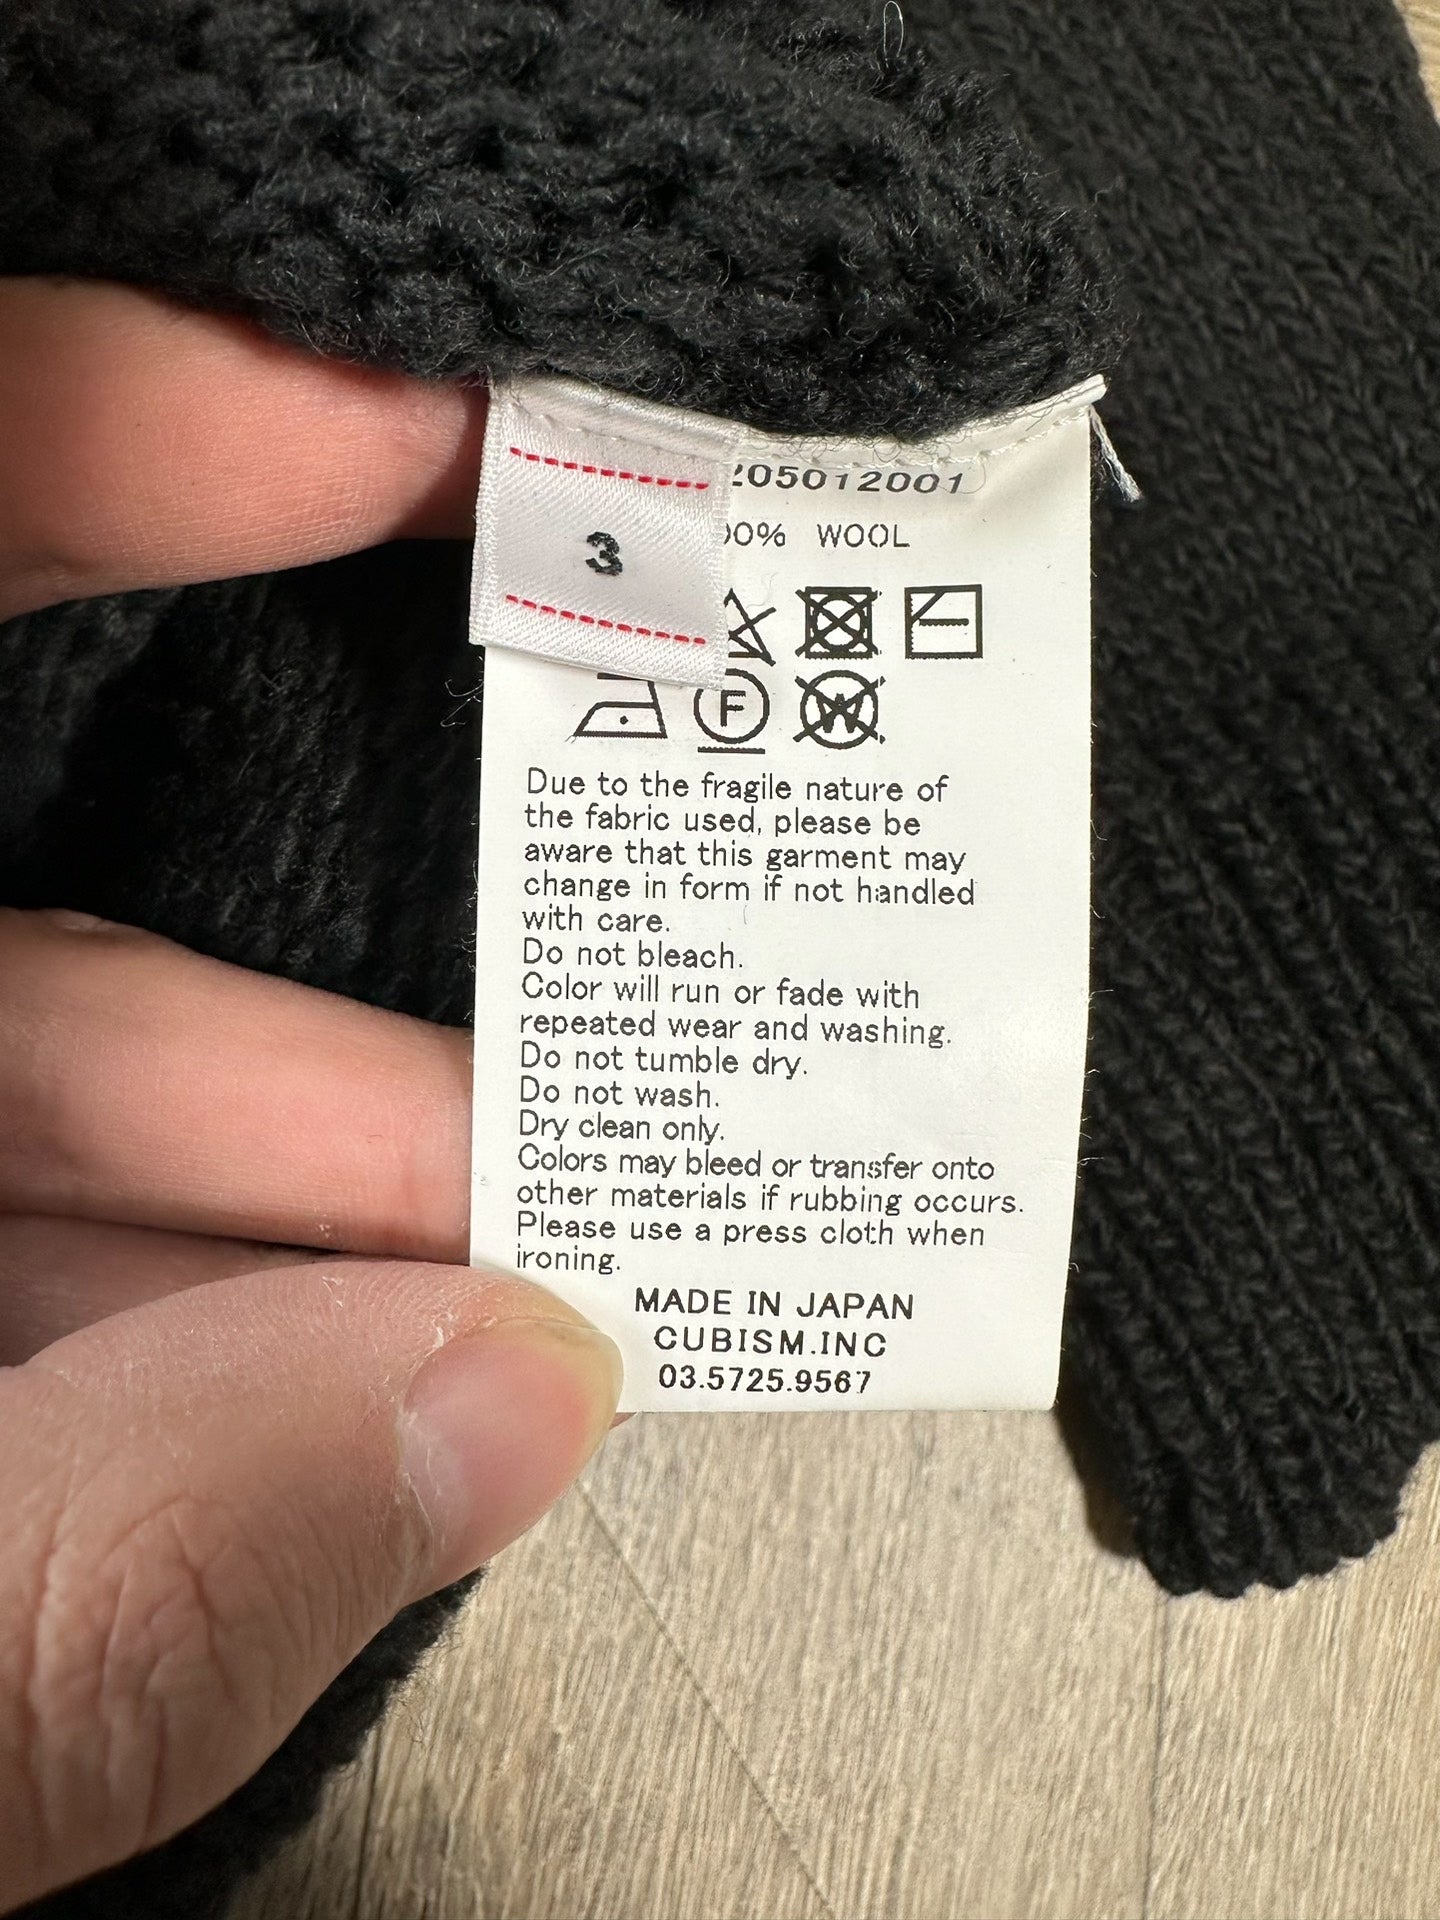 3
205012001
00% WOOL
F
W
Due to the fragile nature of
the fabric used, please be
aware that this garment may
change in form if not handled
with care.
Do not bleach.
Color will run or fade with
repeated wear and washing.
Do not tumble dry.
Do not wash.
Dry clean only.
Colors may bleed or transfer onto
other materials if rubbing occurs.
Please use a press cloth when
ironing.
MADE IN JAPAN
CUBISM.INC
03.5725.9567